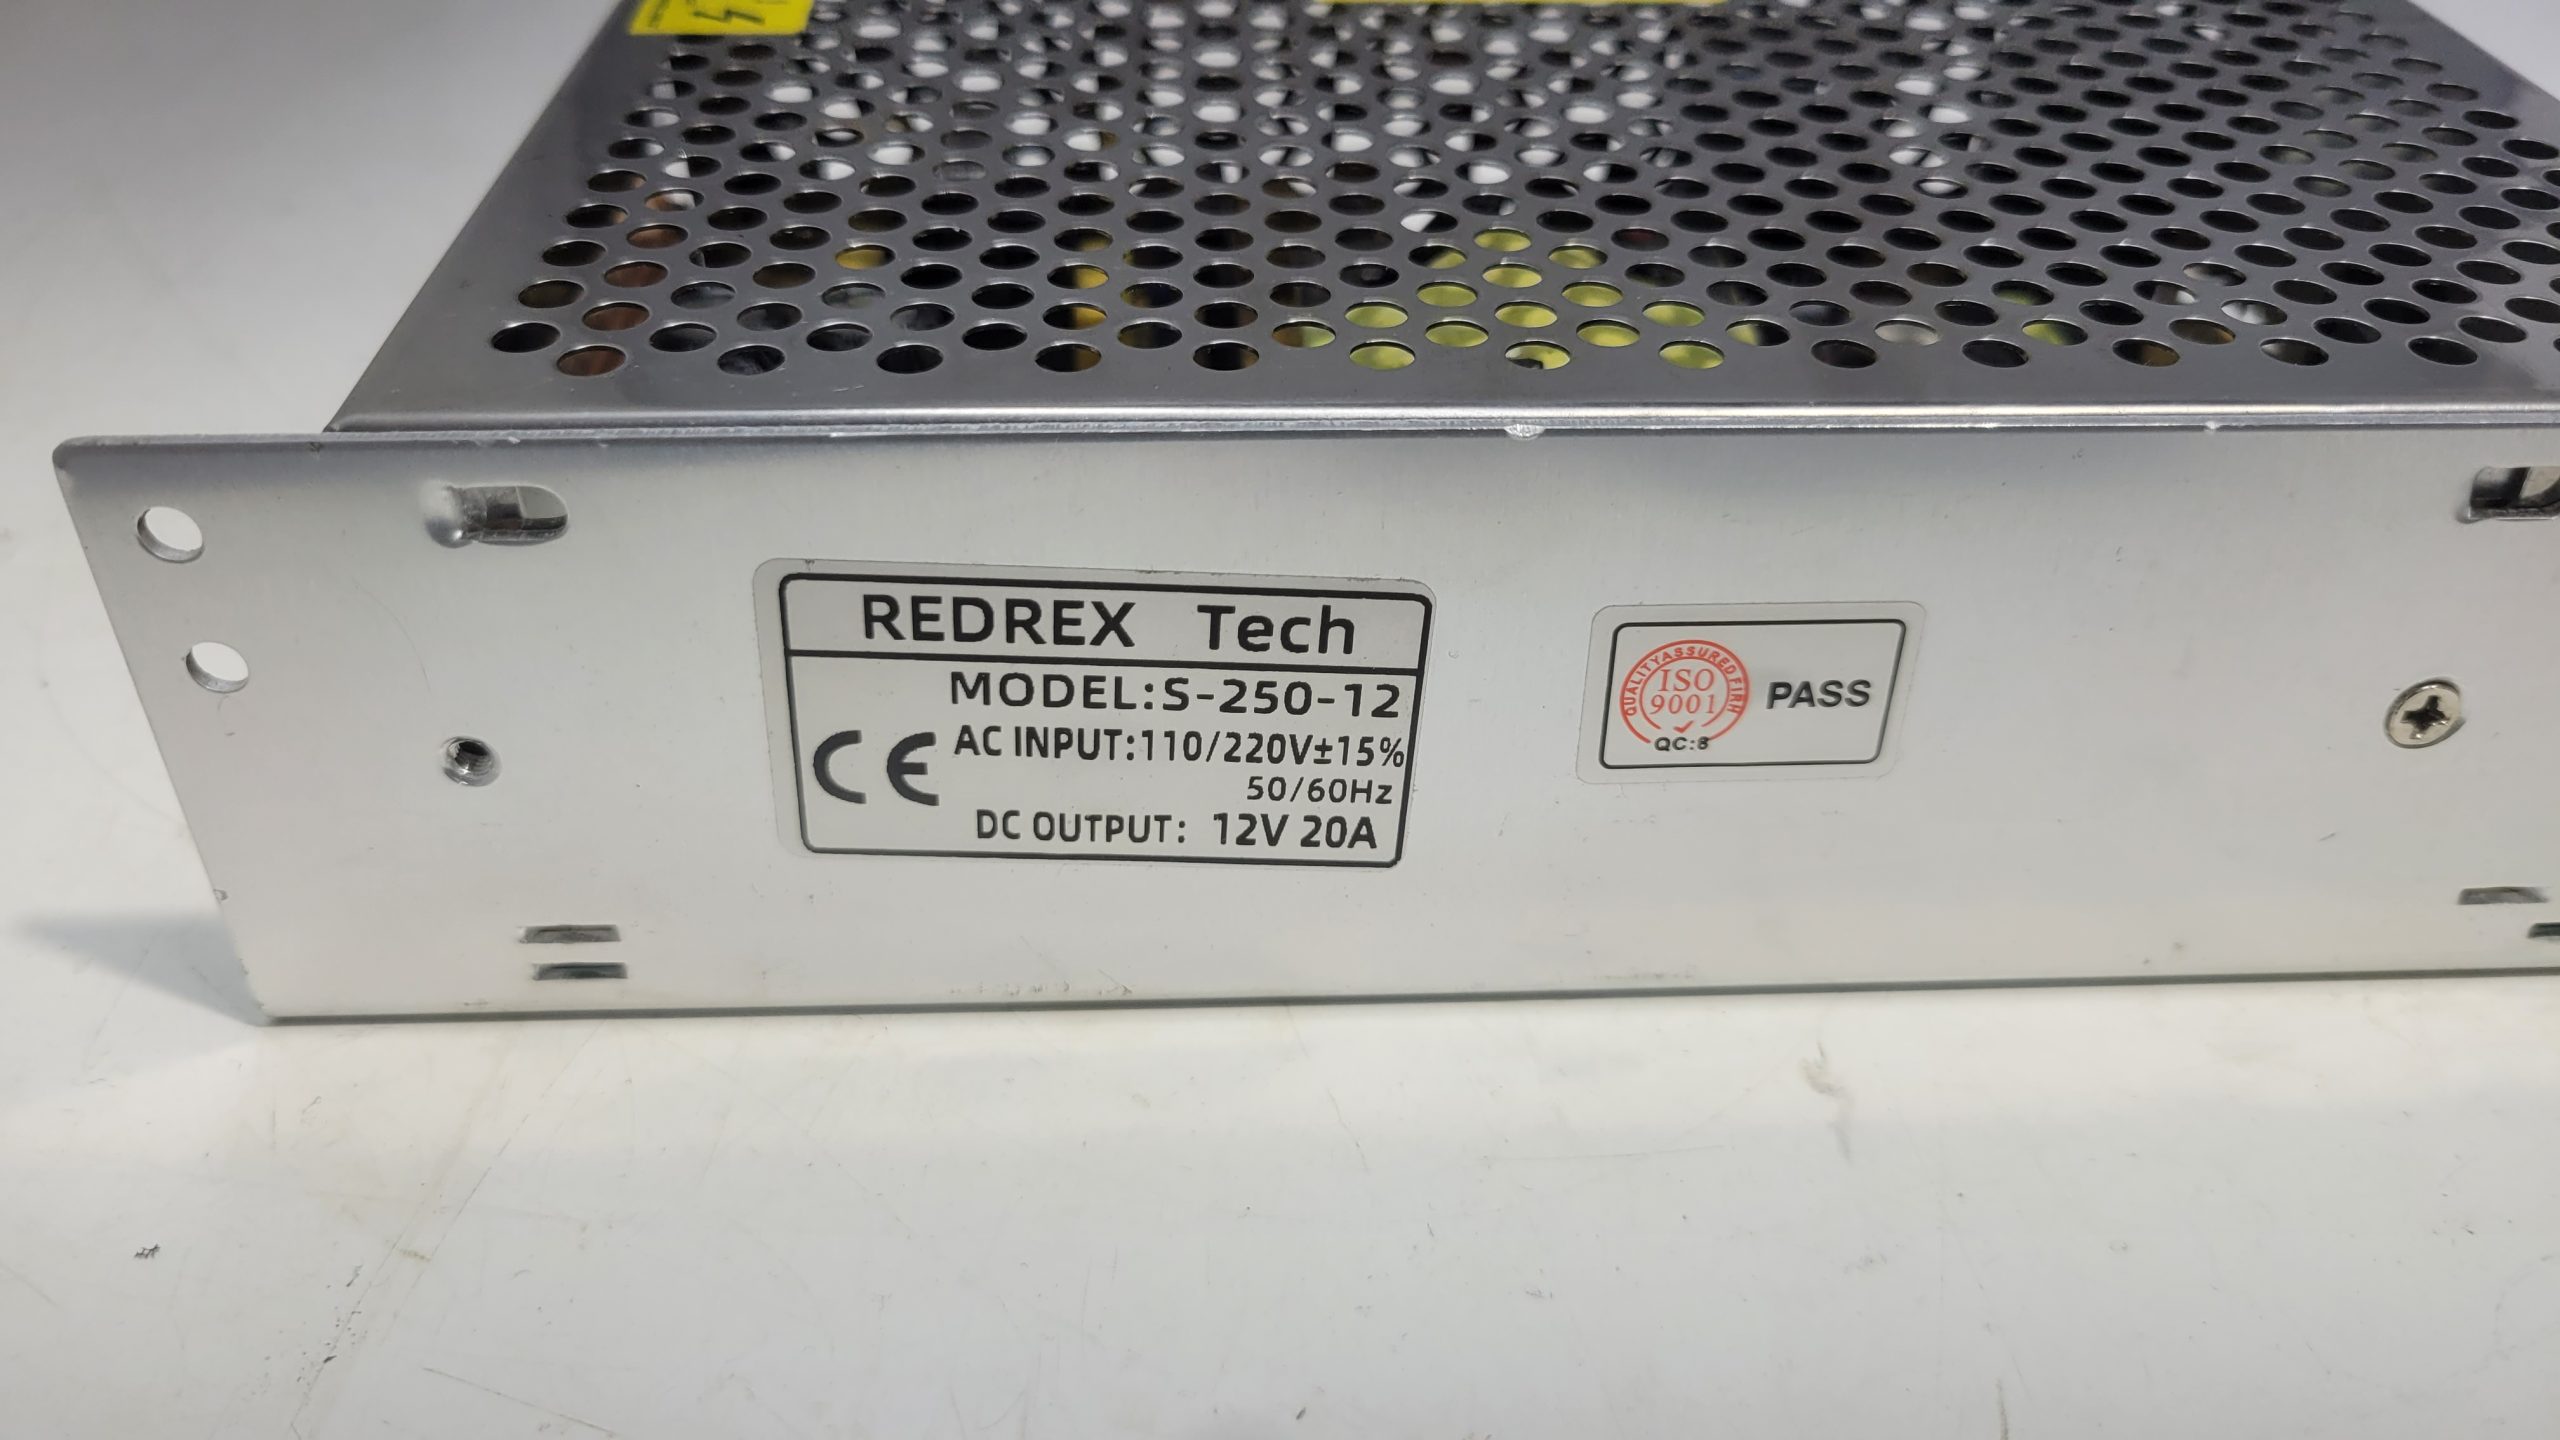 REDREX Tech
MODEL:S-250-12
CE
AC INPUT:110/220V±15%
50/60Hz
DC OUTPUT: 12V 20A
QUALITY ASSURED FIRM
ISO
9001
QC:8
PASS